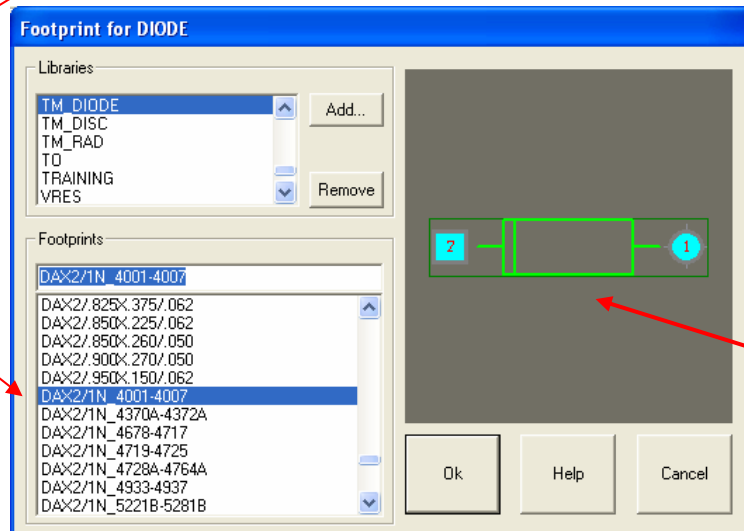 Footprint for DIODE
Libraries
TM_DIODE
TM_DISC
TM_RAD
TO
TRAINING
VRES
Add...
Remove
Footprints
DAX2/1N_4001-4007
DAX2/.825X.375/.062
DAX2/.850X.225/.062
DAX2/.850X.260/.050
DAX2/.900X.270/.050
DAX2/.950X.150/.062
DAX2/1N_4001-4007
DAX2/1N_4370A-4372A
DAX2/1N_4678-4717
DAX2/1N_4719-4725
DAX2/1N_4728A-4764A
DAX2/1N_4933-4937
DAX2/1N_5221B-5281B
2
1
Ok
Help
Cancel